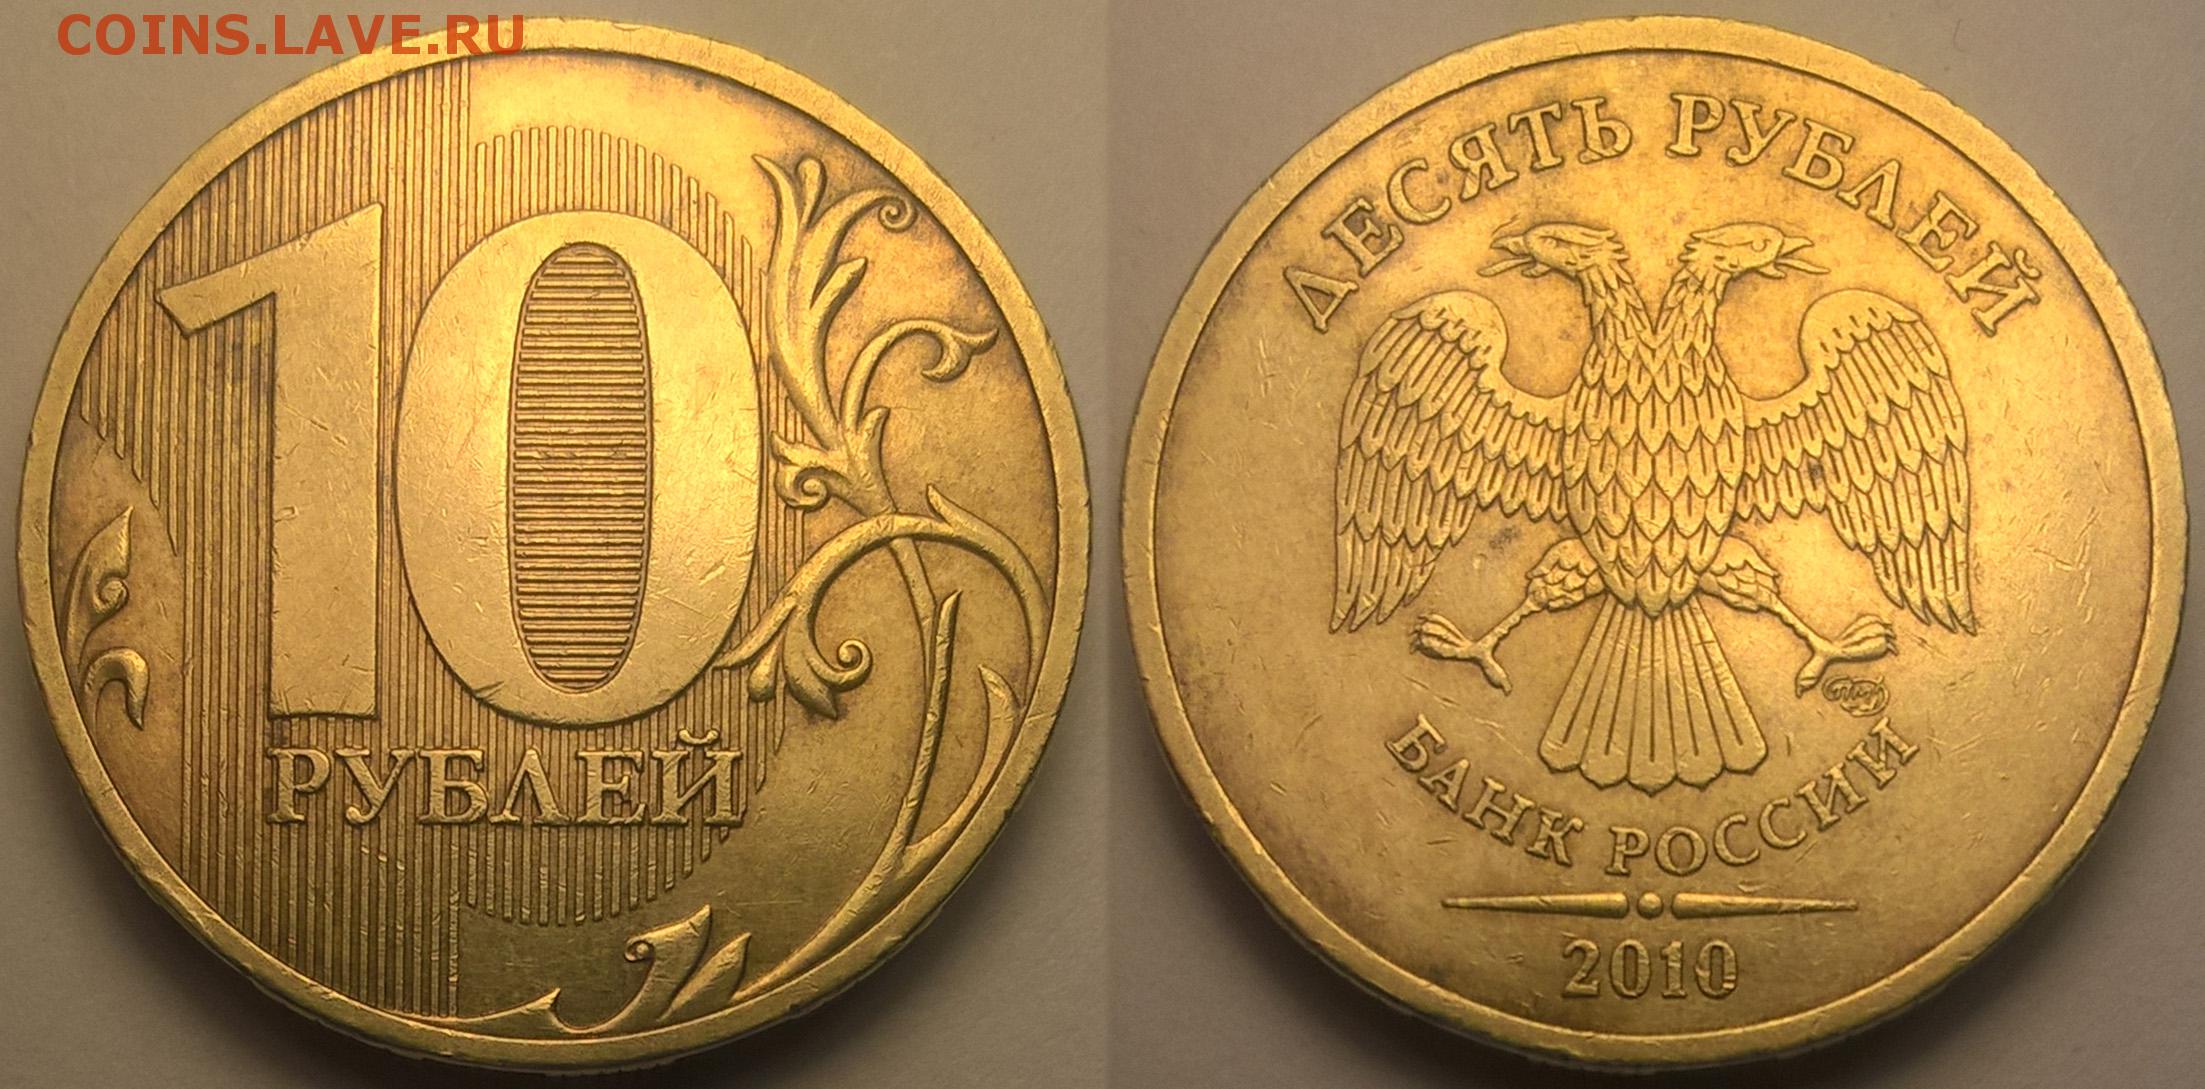 COINS.LAVE.RU
10
РУБЛЕЙ
ДЕСЯТЬ РУБЛЕЙ
БАНК РОССИИ
2010